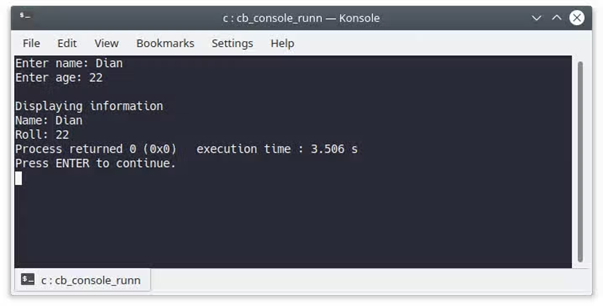 c : cb_console_runn — Konsole
File Edit View Bookmarks Settings Help
Enter name: Dian
Enter age: 22
Displaying information
Name: Dian
Roll: 22
Process returned 0 (0x0)   execution time : 3.506 s
Press ENTER to continue.
c : cb_console_runn